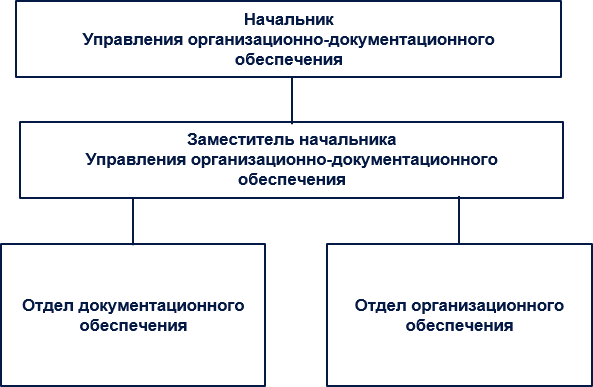 Начальник
Управления организационно-документационного
обеспечения
Заместитель начальника
Управления организационно-документационного
обеспечения
Отдел документационного
обеспечения
Отдел организационного
обеспечения